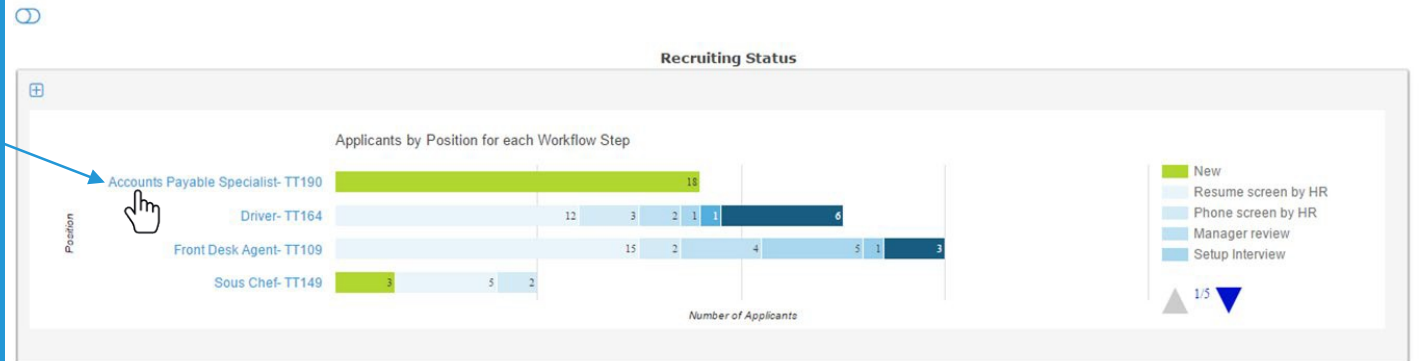 Recruiting Status
Applicants by Position for each Workflow Step
Position
Accounts Payable Specialist- TT190
18
Driver- TT164
12 3 2 1 1 6
Front Desk Agent- TT109
15 2 4 5 1 3
Sous Chef- TT149
3 5 2
Number of Applicants
New
Resume screen by HR
Phone screen by HR
Manager review
Setup Interview
1/5